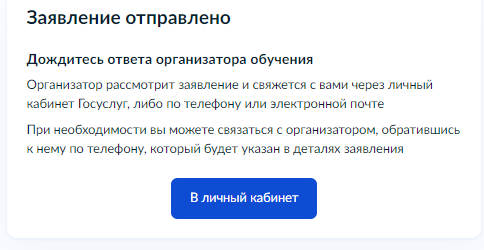 Заявление отправлено
Дождитесь ответа организатора обучения
Организатор рассмотрит заявление и свяжется с вами через личный
кабинет Госуслуг, либо по телефону или электронной почте
При необходимости вы можете связаться с организатором, обратившись
к нему по телефону, который будет указан в деталях заявления
В личный кабинет